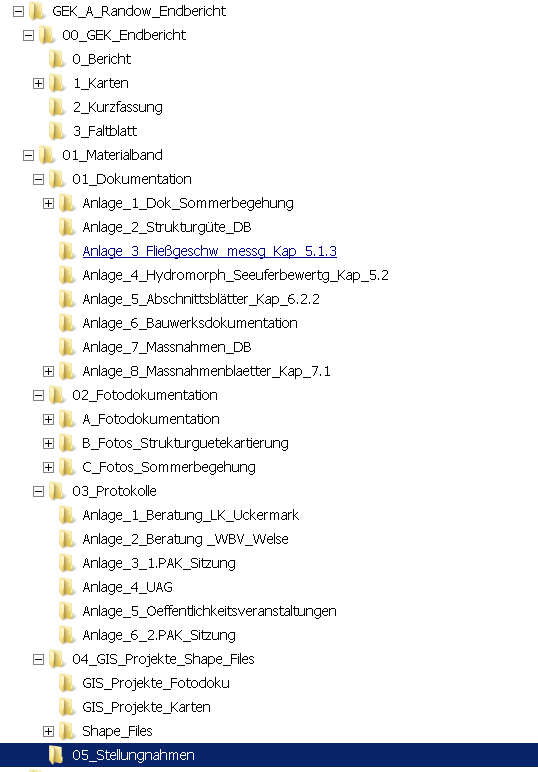 GEK_A_Randow_Endbericht
00_GEK_Endbericht
0_Bericht
1_Karten
2_Kurzfassung
3_Faltblatt
01_Materialband
01_Dokumentation
Anlage_1_Dok_Sommerbegehung
Anlage_2_Strukturgüte_DB
Anlage_3_Fließgeschw_messg_Kap_5.1.3
Anlage_4_Hydromorph_Seeuferbewertg_Kap_5.2
Anlage_5_Abschnittsblätter_Kap_6.2.2
Anlage_6_Bauwerksdokumentation
Anlage_7_Massnahmen_DB
Anlage_8_Massnahmenblaetter_Kap_7.1
02_Fotodokumentation
A_Fotodokumentation
B_Fotos_Strukturguetekartierung
C_Fotos_Sommerbegehung
03_Protokolle
Anlage_1_Beratung_LK_Uckermark
Anlage_2_Beratung _WBV_Welse
Anlage_3_1.PAK_Sitzung
Anlage_4_UAG
Anlage_5_Oeffentlichkeitsveranstaltungen
Anlage_6_2.PAK_Sitzung
04_GIS_Projekte_Shape_Files
GIS_Projekte_Fotodoku
GIS_Projekte_Karten
Shape_Files
05_Stellungnahmen